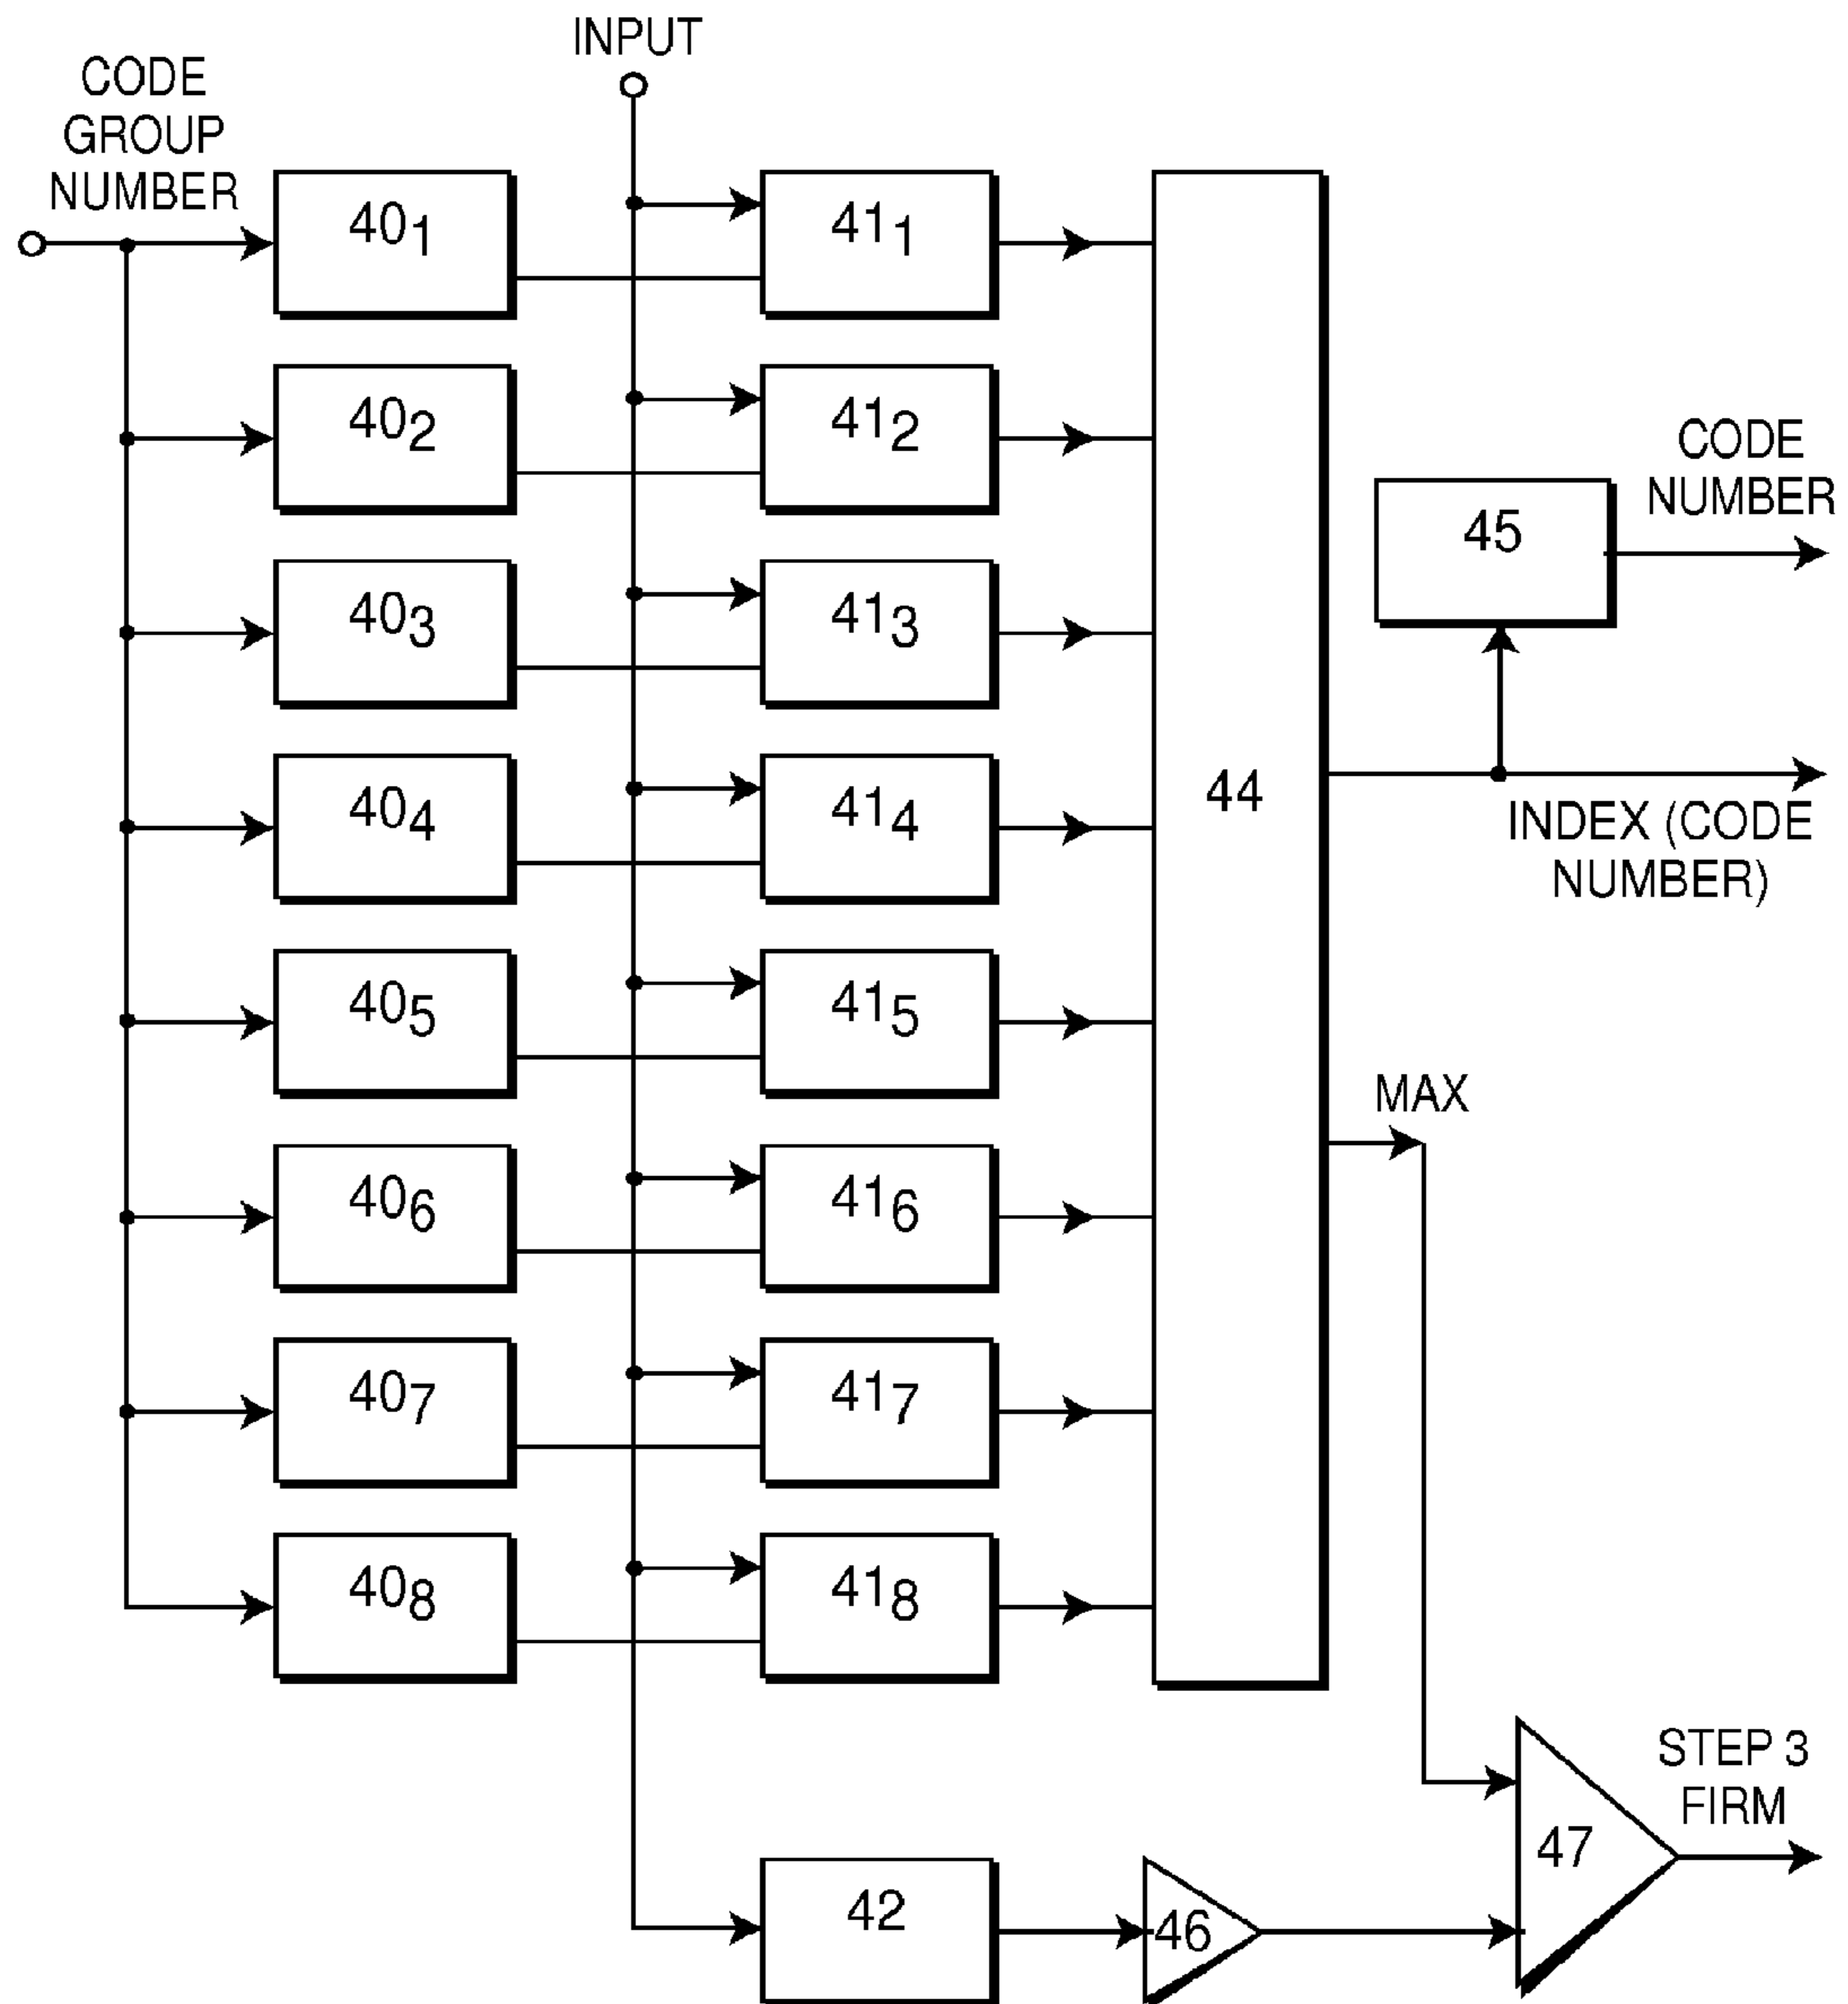 INPUT
CODE
GROUP
NUMBER
40₁
41₁
40₂
41₂
40₃
41₃
40₄
41₄
40₅
41₅
40₆
41₆
40₇
41₇
40₈
41₈
44
45
CODE
NUMBER
INDEX (CODE
NUMBER)
MAX
42
46
47
STEP 3
FIRM